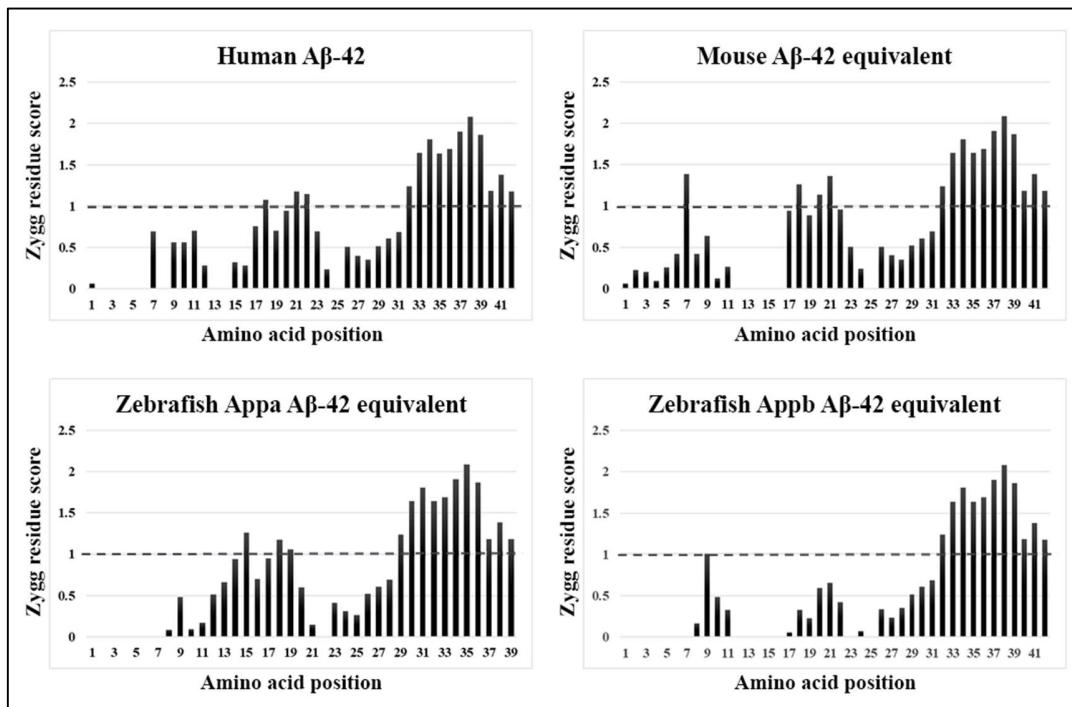 Human Aβ-42
Zygg residue score
2.5
2
1.5
1
0.5
0
1 3 5 7 9 11 13 15 17 19 21 23 25 27 29 31 33 35 37 39 41
Amino acid position
Mouse Aβ-42 equivalent
Zygg residue score
2.5
2
1.5
1
0.5
0
1 3 5 7 9 11 13 15 17 19 21 23 25 27 29 31 33 35 37 39 41
Amino acid position
Zebrafish Appa Aβ-42 equivalent
Zygg residue score
2.5
2
1.5
1
0.5
0
1 3 5 7 9 11 13 15 17 19 21 23 25 27 29 31 33 35 37 39
Amino acid position
Zebrafish Appb Aβ-42 equivalent
Zygg residue score
2.5
2
1.5
1
0.5
0
1 3 5 7 9 11 13 15 17 19 21 23 25 27 29 31 33 35 37 39 41
Amino acid position